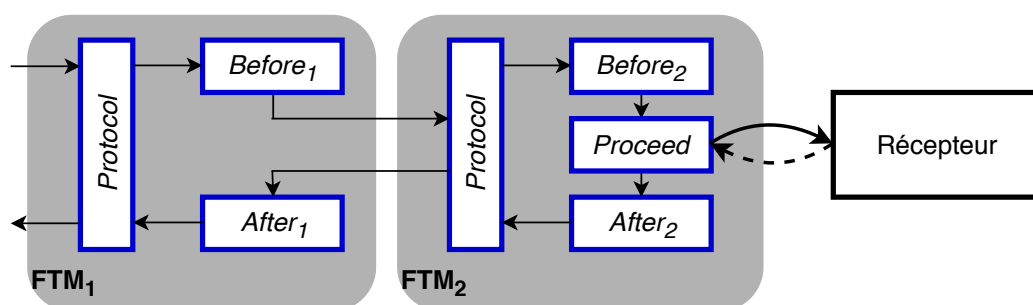 Protocol
Before1
After1
FTM1
Protocol
Before2
Proceed
After2
FTM2
Récepteur